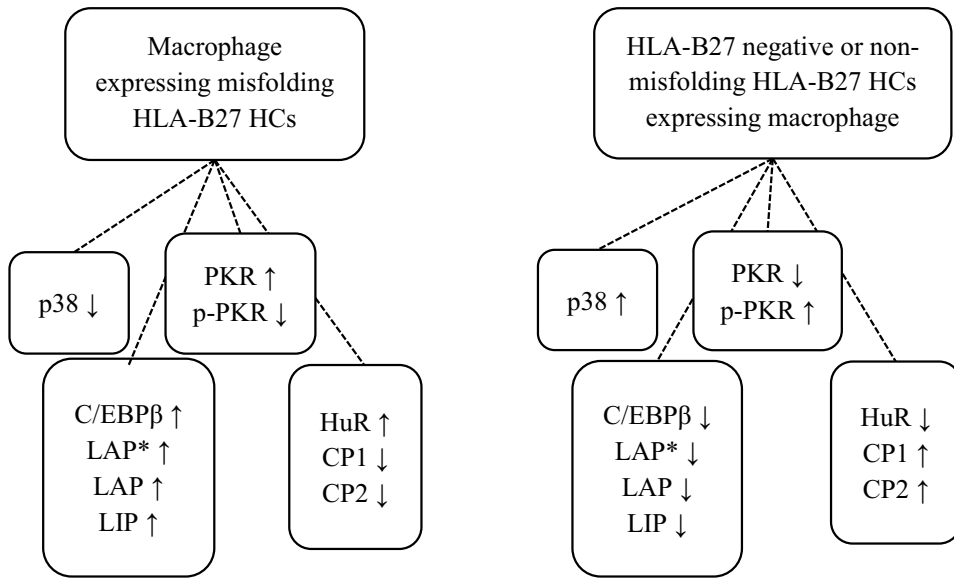 Macrophage
expressing misfolding
HLA-B27 HCs
HLA-B27 negative or non-
misfolding HLA-B27 HCs
expressing macrophage
p38 ↓
PKR ↑
p-PKR ↓
C/EBPβ ↑
LAP* ↑
LAP ↑
LIP ↑
HuR ↑
CP1 ↓
CP2 ↓
p38 ↑
PKR ↓
p-PKR ↑
C/EBPβ ↓
LAP* ↓
LAP ↓
LIP ↓
HuR ↓
CP1 ↑
CP2 ↑